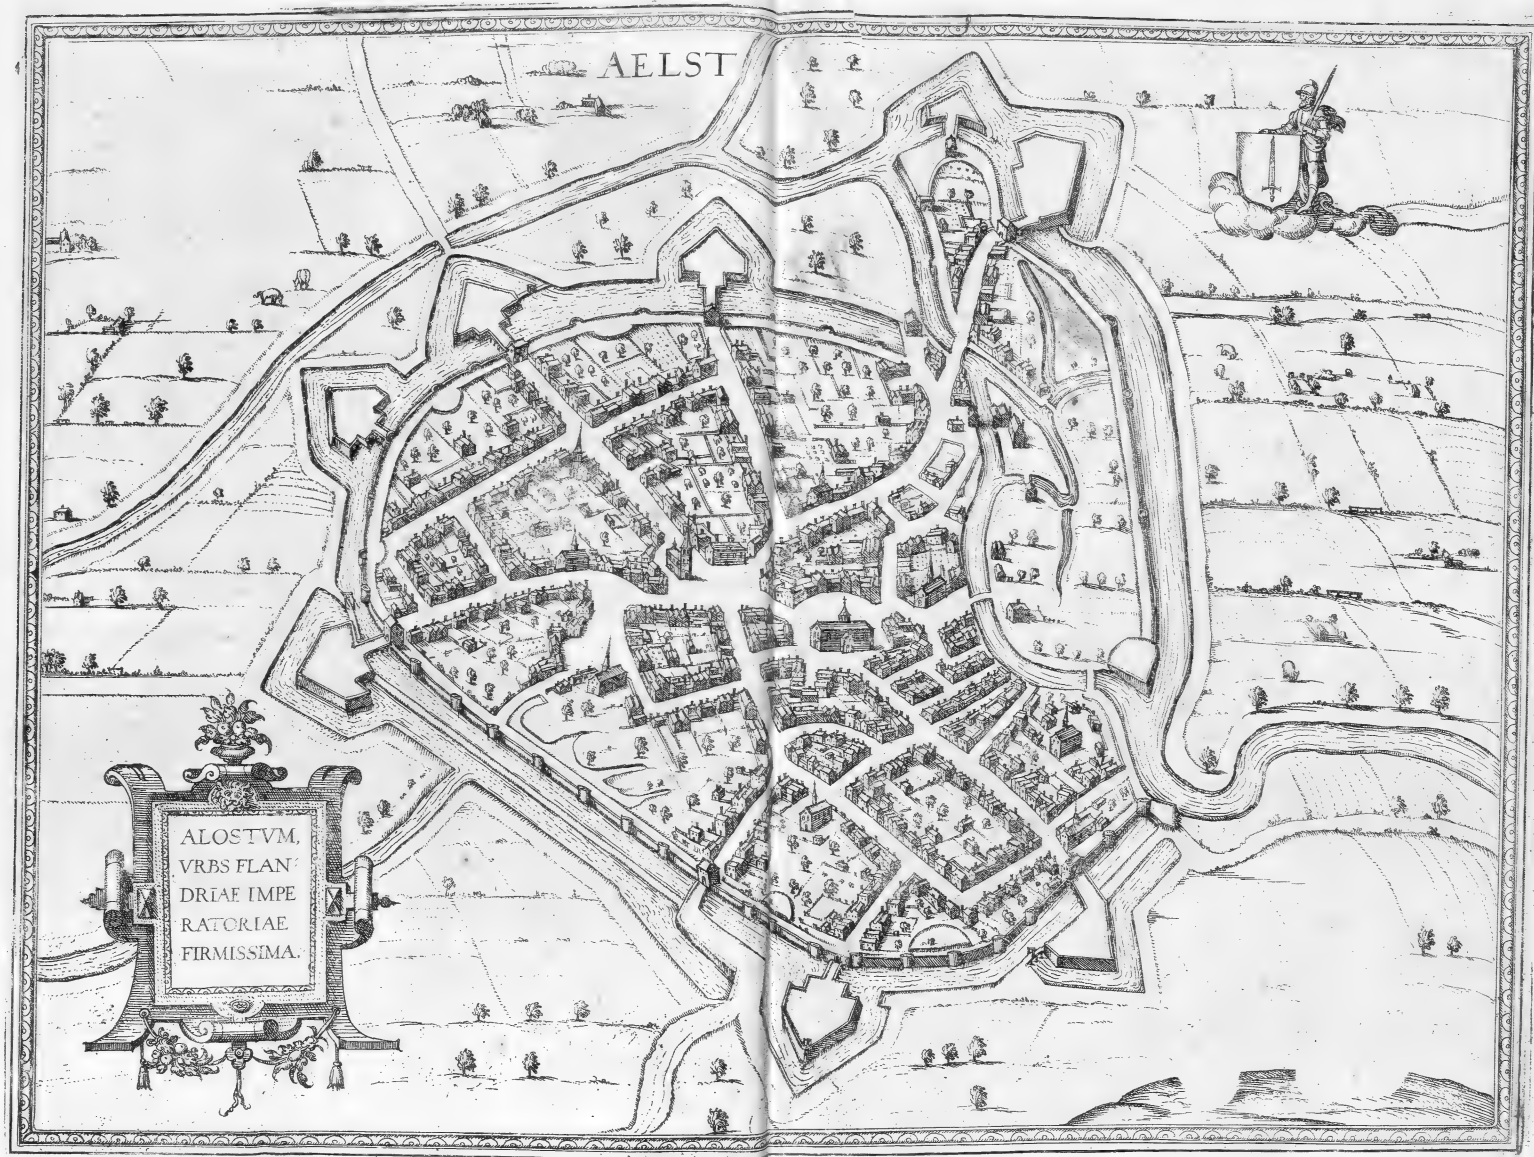 AELST
ALOSTVM,
VRBS FLAN-
DRIAE IMPE
RATORIAE
FIRMISSIMA.